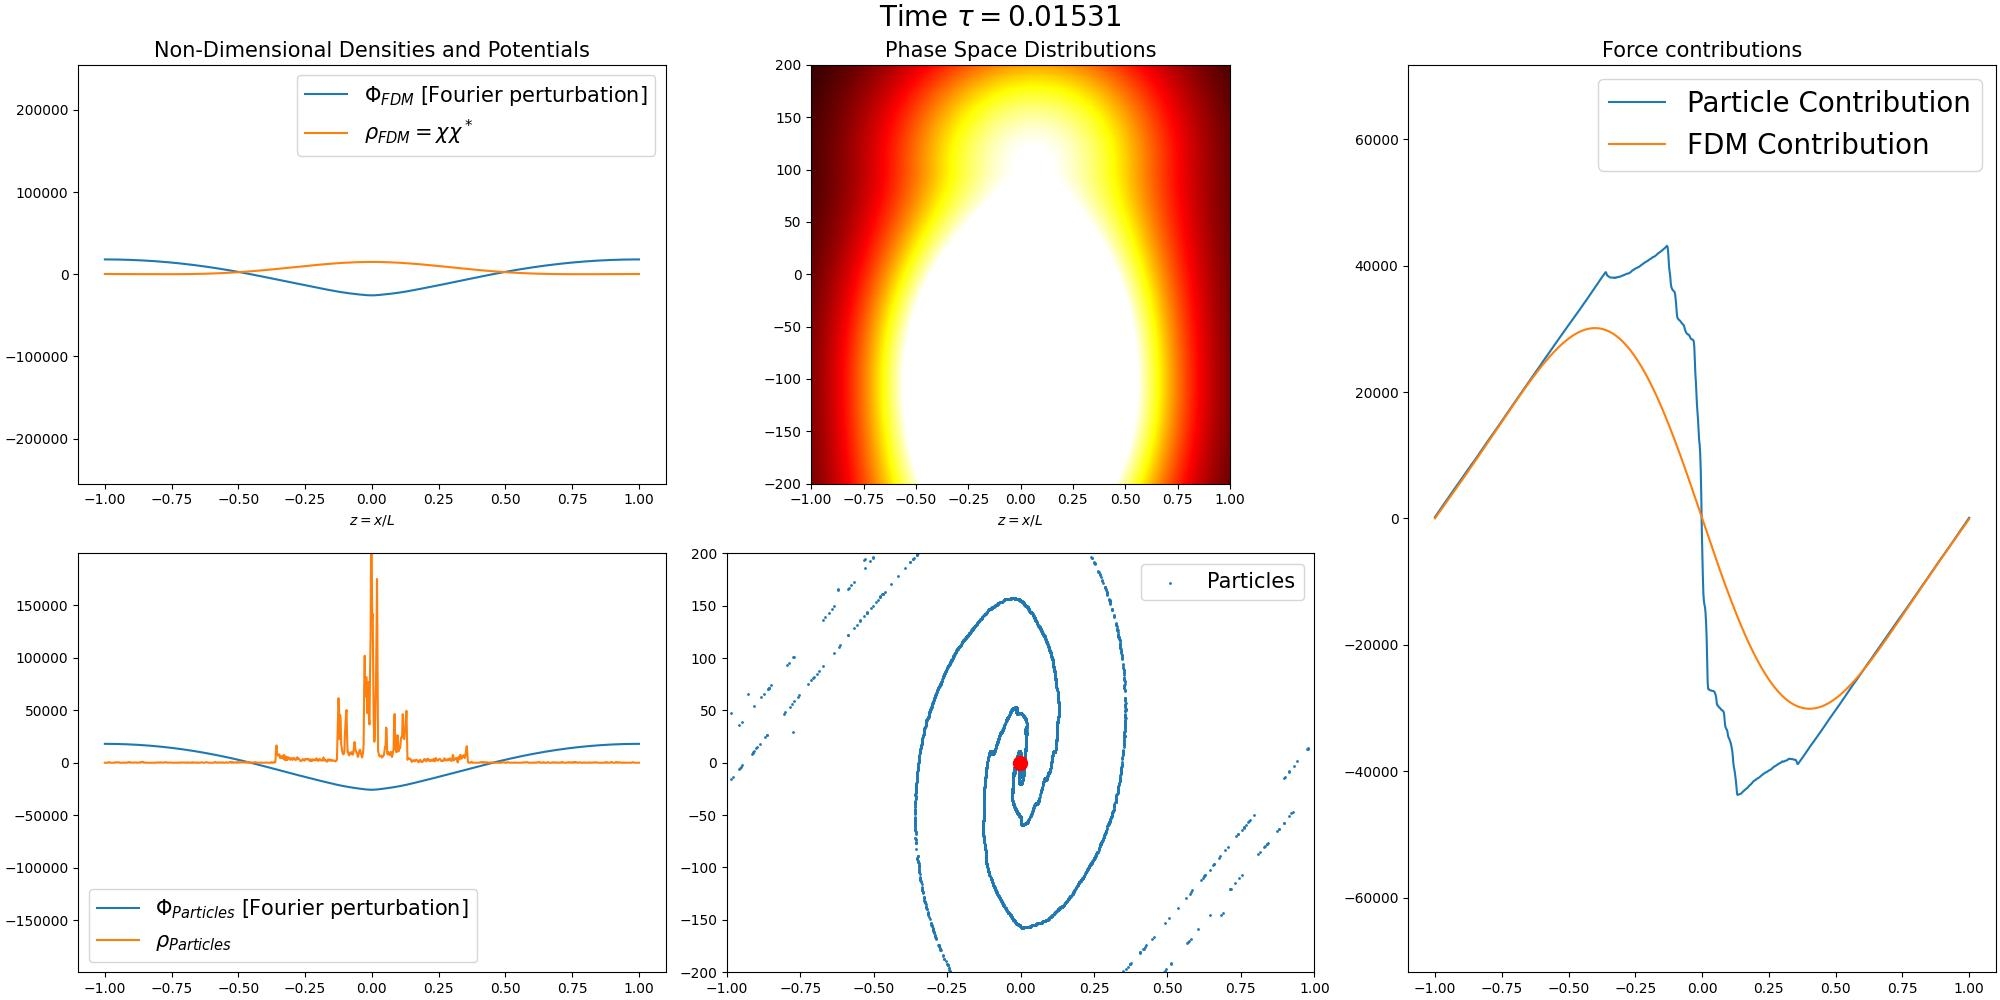 Time τ = 0.01531
Non-Dimensional Densities and Potentials
200000
100000
0
−100000
−200000
Φ_FDM [Fourier perturbation]
ρ_FDM = χχ*
−1.00 −0.75 −0.50 −0.25 0.00 0.25 0.50 0.75 1.00
z = x/L
Phase Space Distributions
200
150
100
50
0
−50
−100
−150
−200
−1.00 −0.75 −0.50 −0.25 0.00 0.25 0.50 0.75 1.00
z = x/L
Force contributions
60000
40000
20000
0
−20000
−40000
−60000
Particle Contribution
FDM Contribution
−1.00 −0.75 −0.50 −0.25 0.00 0.25 0.50 0.75 1.00
150000
100000
50000
0
−50000
−100000
−150000
Φ_Particles [Fourier perturbation]
ρ_Particles
−1.00 −0.75 −0.50 −0.25 0.00 0.25 0.50 0.75 1.00
200
150
100
50
0
−50
−100
−150
−200
Particles
−1.00 −0.75 −0.50 −0.25 0.00 0.25 0.50 0.75 1.00